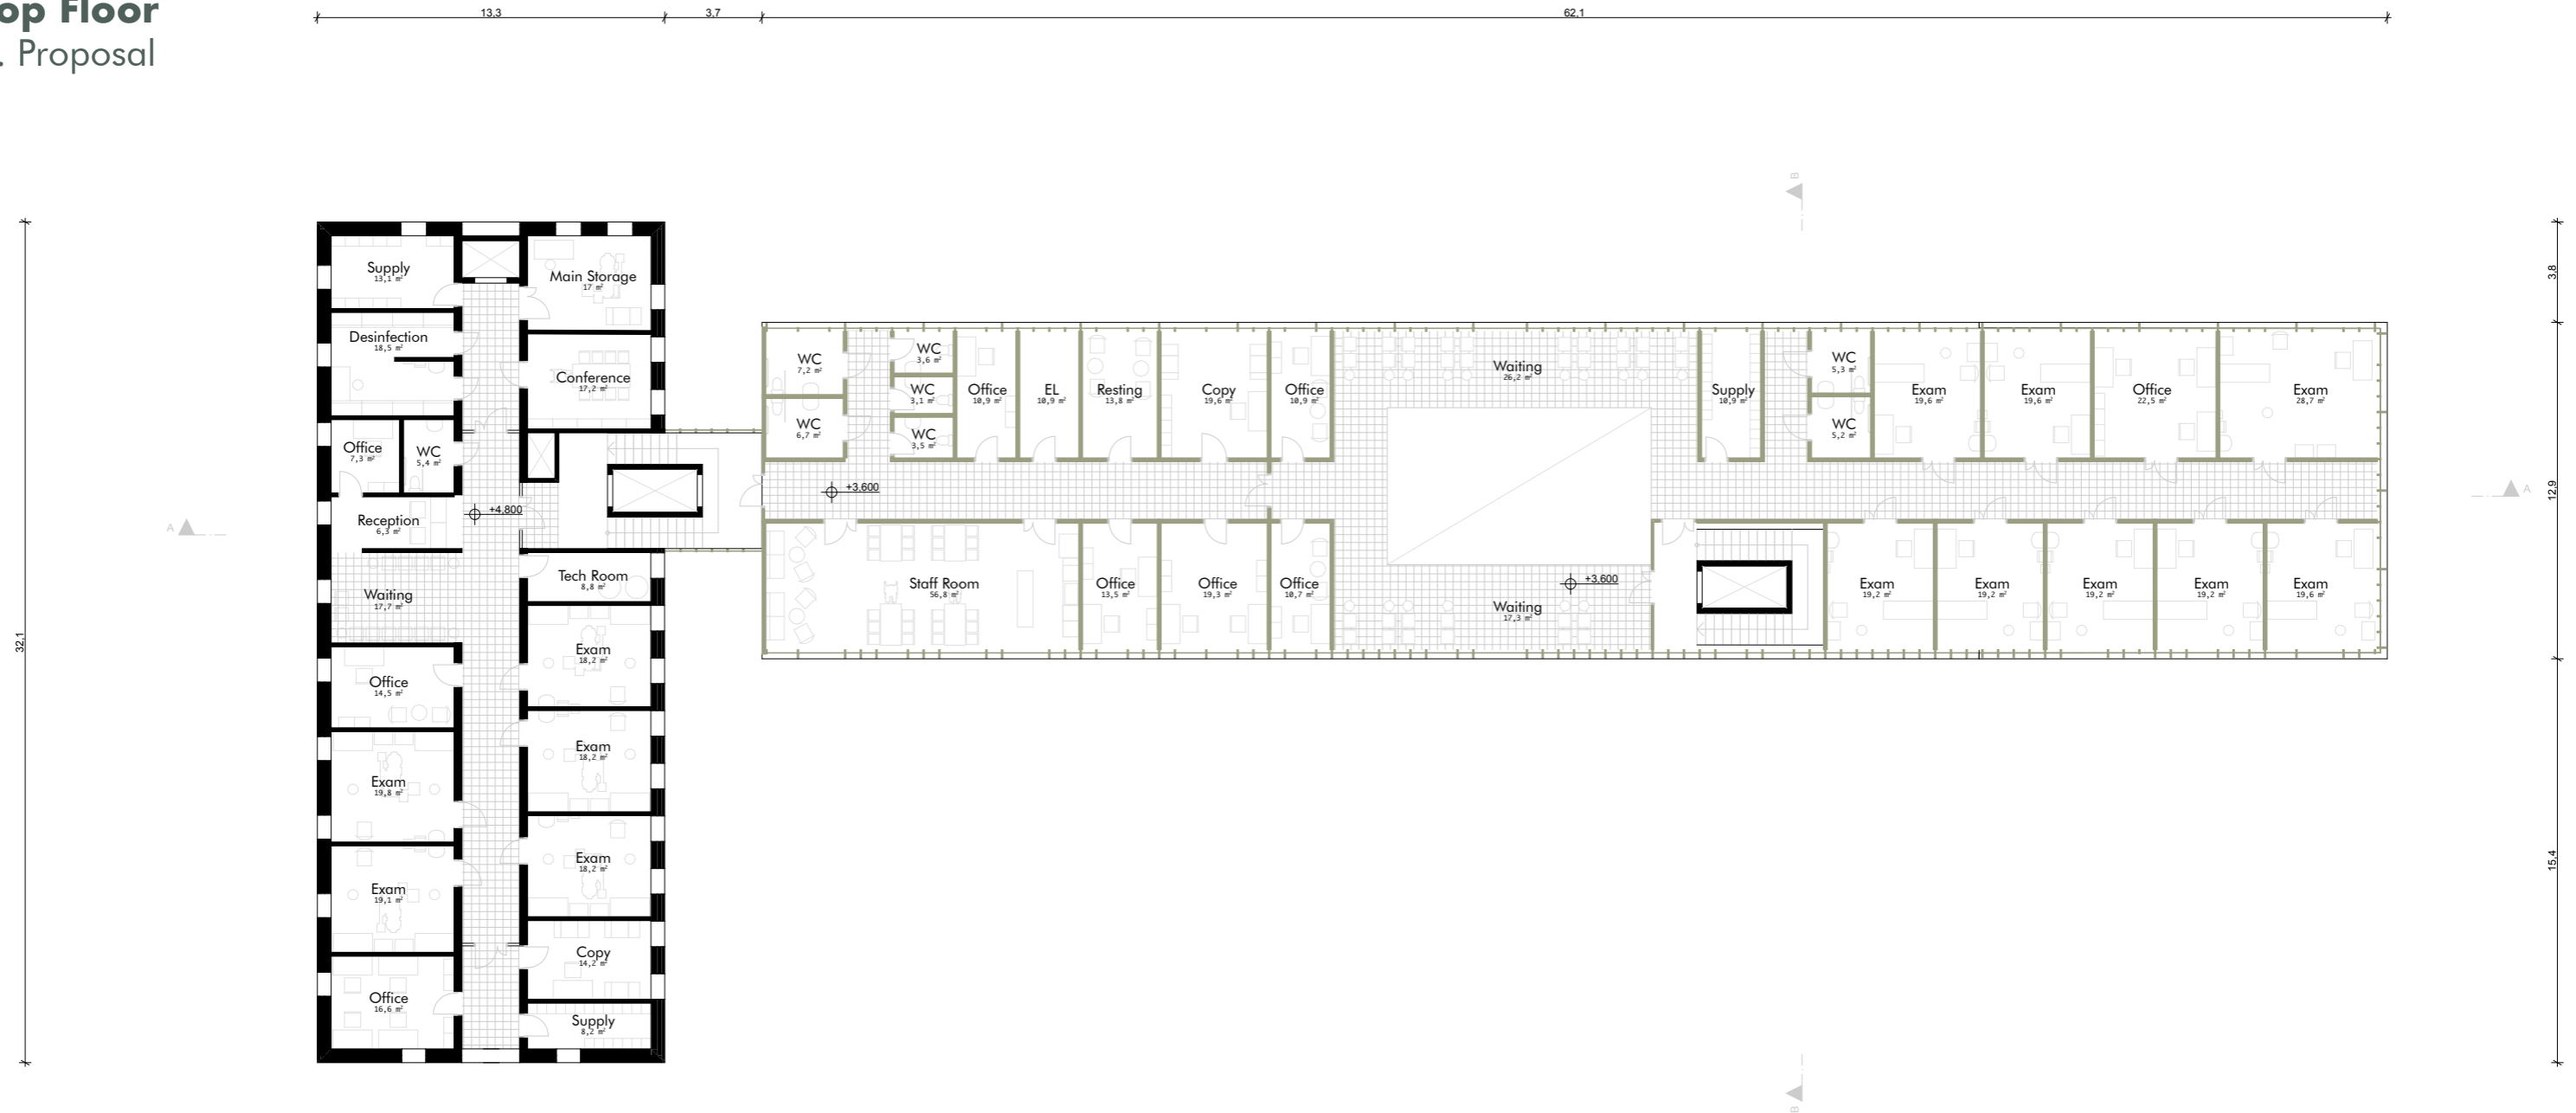 op Floor
. Proposal
13,3
3,7
62,1
32,1
3,8
12,9
15,4
B
A
A
B
Supply
13,1 m²
Main Storage
17 m²
Desinfection
18,5 m²
Conference
17,2 m²
Office
7,3 m²
WC
5,4 m²
Reception
6,3 m²
+4,800
Waiting
17,7 m²
Tech Room
8,8 m²
Office
14,5 m²
Exam
18,2 m²
Exam
19,8 m²
Exam
18,2 m²
Exam
19,1 m²
Exam
18,2 m²
Office
16,6 m²
Copy
14,2 m²
Supply
8,2 m²
WC
7,2 m²
WC
6,7 m²
WC
3,6 m²
WC
3,1 m²
WC
3,5 m²
Office
10,9 m²
EL
10,9 m²
Resting
13,8 m²
Copy
19,6 m²
Office
10,9 m²
Waiting
26,2 m²
Supply
10,9 m²
WC
5,3 m²
WC
5,2 m²
Exam
19,6 m²
Exam
19,6 m²
Office
22,5 m²
Exam
28,7 m²
+3,600
Staff Room
56,8 m²
Office
13,5 m²
Office
19,3 m²
Office
10,7 m²
+3,600
Waiting
17,3 m²
Exam
19,2 m²
Exam
19,2 m²
Exam
19,2 m²
Exam
19,2 m²
Exam
19,6 m²